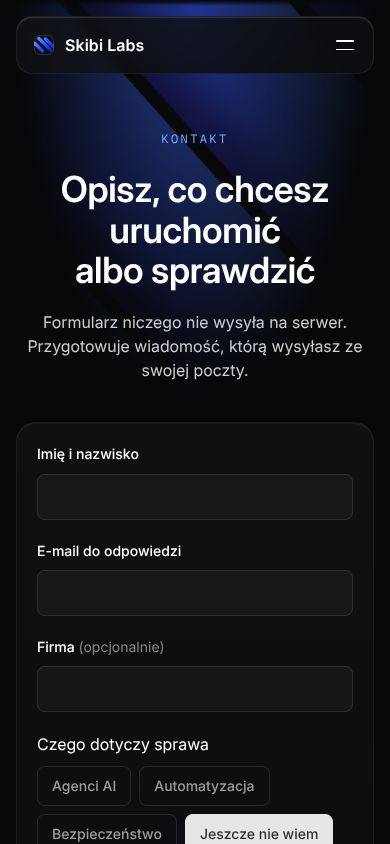 Skibi Labs
KONTAKT
Opisz, co chcesz
uruchomić
albo sprawdzić
Formularz niczego nie wysyła na serwer.
Przygotowuje wiadomość, którą wysyłasz ze
swojej poczty.
Imię i nazwisko
E-mail do odpowiedzi
Firma (opcjonalnie)
Czego dotyczy sprawa
Agenci AI
Automatyzacja
Bezpieczeństwo
Jeszcze nie wiem